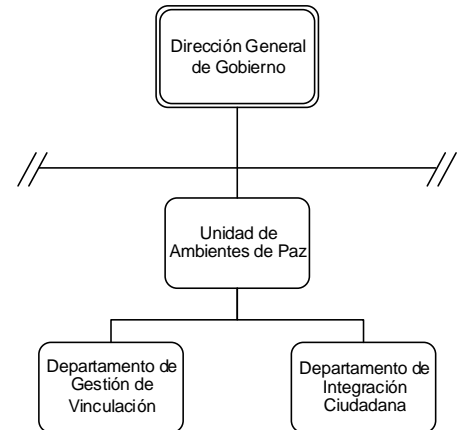 Dirección General
de Gobierno
Unidad de
Ambientes de Paz
Departamento de
Gestión de
Vinculación
Departamento de
Integración
Ciudadana